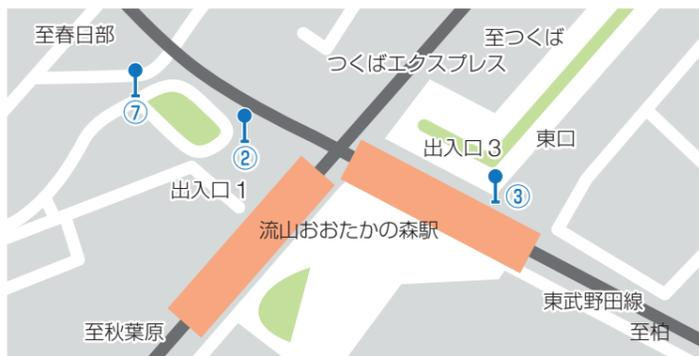 至春日部
至つくば
つくばエクスプレス
⑦
②
出入口 3
東口
出入口 1
③
流山おおたかの森駅
東武野田線
至秋葉原
至柏